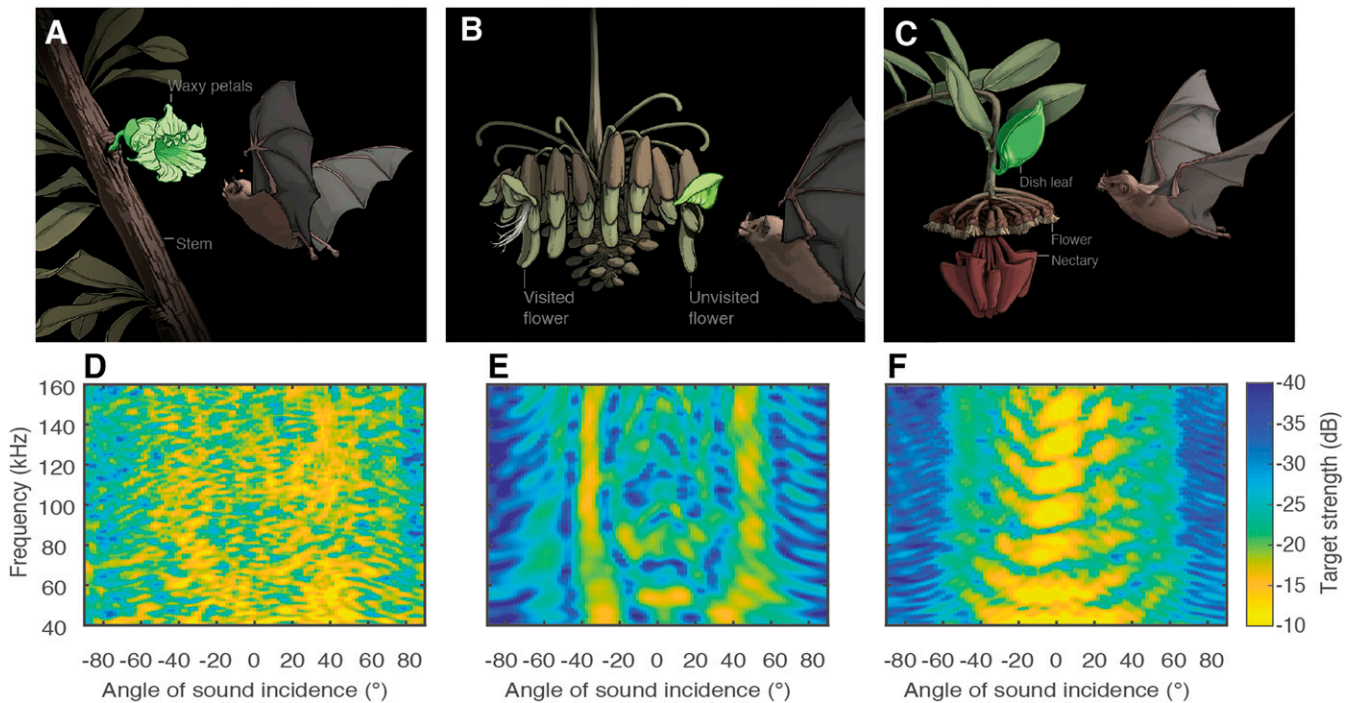 A
B
C
Waxy petals
Stem
Visited
flower
Unvisited
flower
Dish leaf
Flower
Nectary
D
E
F
Frequency (kHz)
160
140
120
100
80
60
40
-80 -60 -40 -20 0 20 40 60 80
Angle of sound incidence (°)
-80 -60 -40 -20 0 20 40 60 80
Angle of sound incidence (°)
-80 -60 -40 -20 0 20 40 60 80
Angle of sound incidence (°)
-40
-35
-30
-25
-20
-15
-10
Target strength (dB)